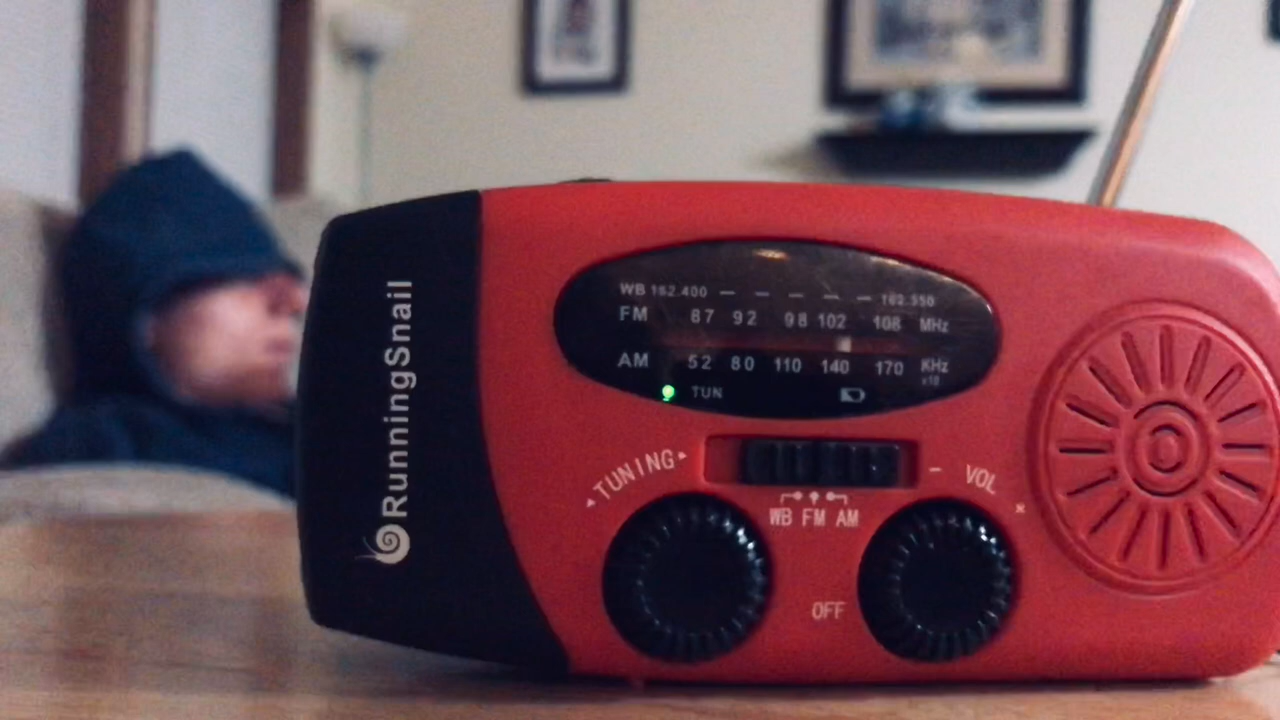 RunningSnail
WB 162.400 — — — — — 162.550
FM 87 92 98 102 108 MHz
AM 52 80 110 140 170 KHz
x10
TUN
TUNING
- VOL
WB FM AM
OFF